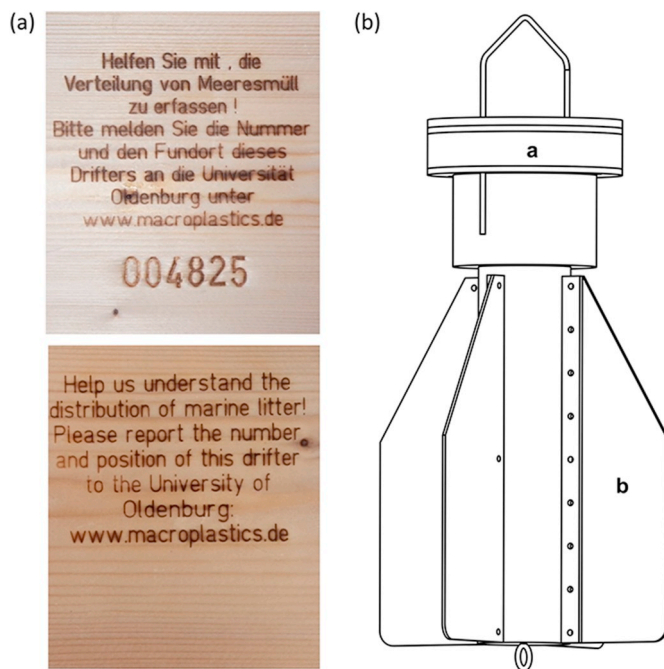 (a)
Helfen Sie mit , die
Verteilung von Meeresmüll
zu erfassen !
Bitte melden Sie die Nummer
und den Fundort dieses
Drifters an die Universität
Oldenburg unter
www.macroplastics.de
004825
Help us understand the
distribution of marine litter!
Please report the number
and position of this drifter
to the University of
Oldenburg:
www.macroplastics.de
(b)
a
b